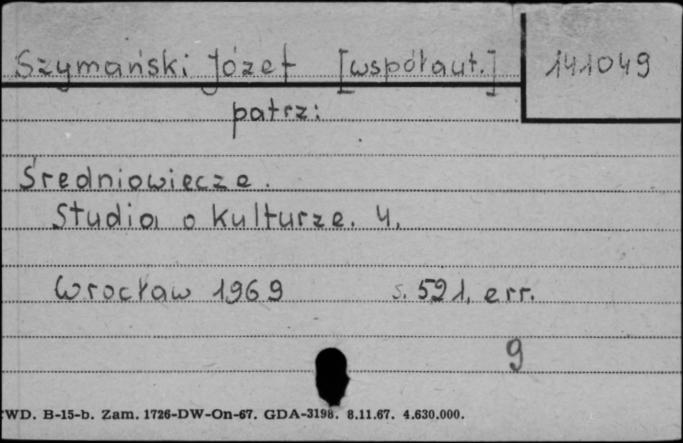 Szymański Józef [współaut.] 141049
patrz:
Średniowiecze.
Studia o kulturze. 4.
Wrocław 1969 s. 521, err.
9
WD. B-15-b. Zam. 1726-DW-On-67. GDA-3198. 8.11.67. 4.630.000.